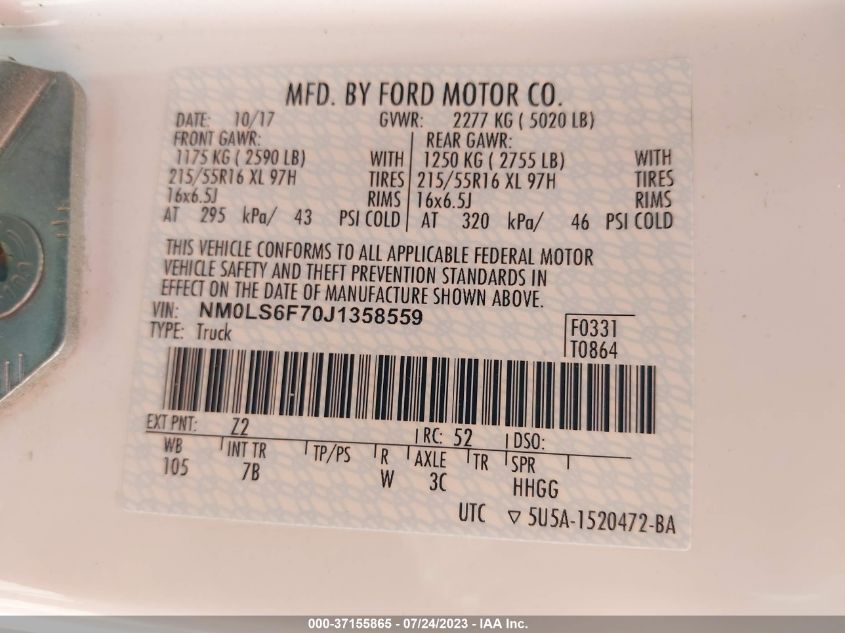 MFD. BY FORD MOTOR CO.
DATE: 10/17 GVWR: 2277 KG ( 5020 LB)
FRONT GAWR: REAR GAWR:
1175 KG ( 2590 LB) WITH 1250 KG ( 2755 LB) WITH
215/55R16 XL 97H TIRES 215/55R16 XL 97H TIRES
16x6.5J RIMS 16x6.5J RIMS
AT 295 kPa/ 43 PSI COLD AT 320 kPa/ 46 PSI COLD
THIS VEHICLE CONFORMS TO ALL APPLICABLE FEDERAL MOTOR
VEHICLE SAFETY AND THEFT PREVENTION STANDARDS IN
EFFECT ON THE DATE OF MANUFACTURE SHOWN ABOVE.
VIN: NM0LS6F70J1358559 F0331
TYPE: Truck T0864
EXT PNT: Z2 RC: 52 DSO:
WB INT TR TP/PS R AXLE TR SPR
105 7B W 3C HHGG
UTC ▽ 5U5A-1520472-BA
000-37155865 - 07/24/2023 - IAA Inc.